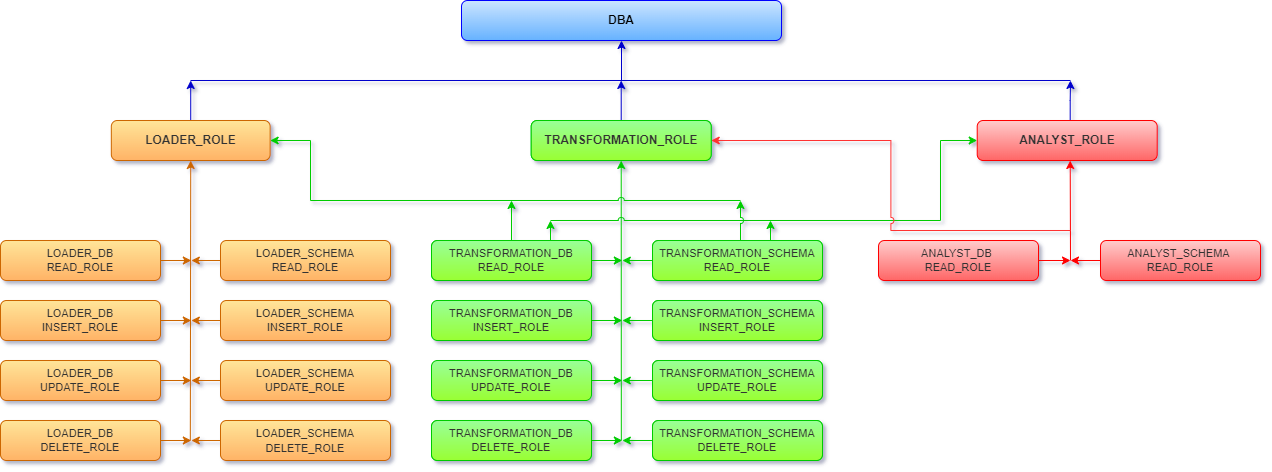 DBA
LOADER_ROLE
TRANSFORMATION_ROLE
ANALYST_ROLE
LOADER_DB
READ_ROLE
LOADER_SCHEMA
READ_ROLE
TRANSFORMATION_DB
READ_ROLE
TRANSFORMATION_SCHEMA
READ_ROLE
ANALYST_DB
READ_ROLE
ANALYST_SCHEMA
READ_ROLE
LOADER_DB
INSERT_ROLE
LOADER_SCHEMA
INSERT_ROLE
TRANSFORMATION_DB
INSERT_ROLE
TRANSFORMATION_SCHEMA
INSERT_ROLE
LOADER_DB
UPDATE_ROLE
LOADER_SCHEMA
UPDATE_ROLE
TRANSFORMATION_DB
UPDATE_ROLE
TRANSFORMATION_SCHEMA
UPDATE_ROLE
LOADER_DB
DELETE_ROLE
LOADER_SCHEMA
DELETE_ROLE
TRANSFORMATION_DB
DELETE_ROLE
TRANSFORMATION_SCHEMA
DELETE_ROLE